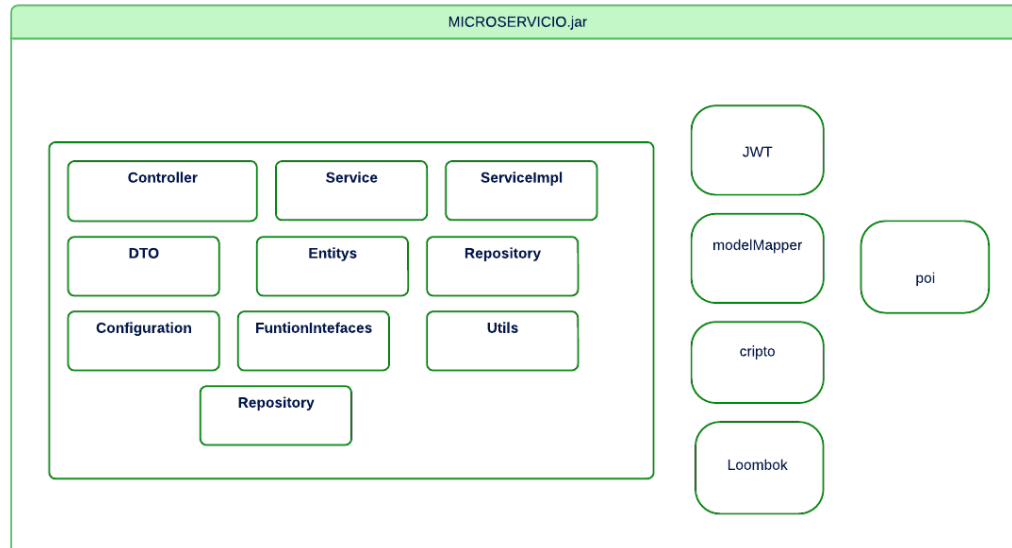 MICROSERVICIO.jar
Controller
Service
ServiceImpl
DTO
Entitys
Repository
Configuration
FuntionIntefaces
Utils
Repository
JWT
modelMapper
cripto
Loombok
poi